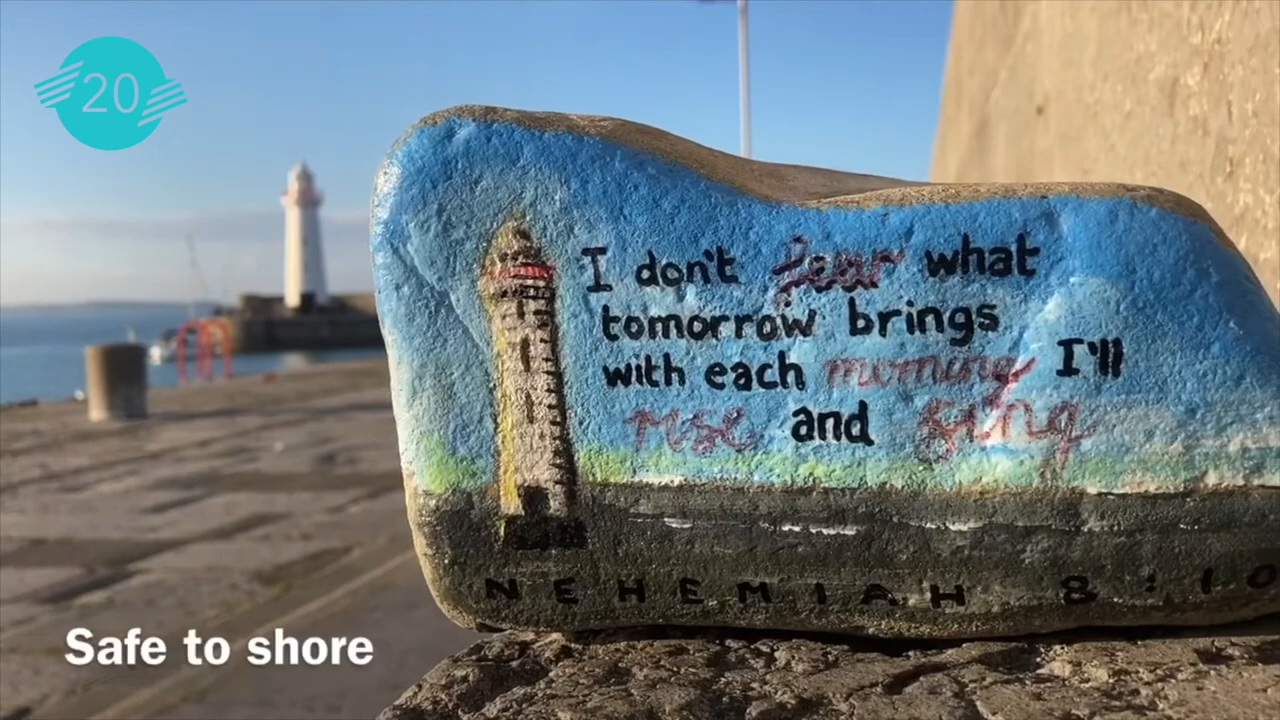 20
I don't fear what
tomorrow brings
with each morning I'll
rise and sing
NEHEMIAH 8:10
Safe to shore